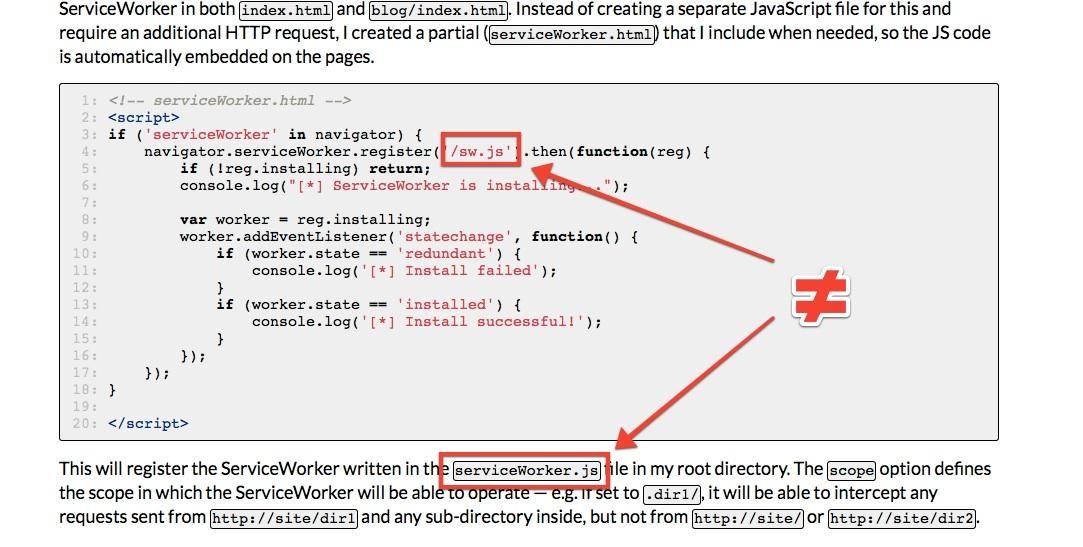 ServiceWorker in both index.html and blog/index.html. Instead of creating a separate JavaScript file for this and
require an additional HTTP request, I created a partial (serviceWorker.html) that I include when needed, so the JS code
is automatically embedded on the pages.
1: <!-- serviceWorker.html -->
2: <script>
3: if ('serviceWorker' in navigator) {
4:     navigator.serviceWorker.register('/sw.js').then(function(reg) {
5:         if (!reg.installing) return;
6:         console.log("[*] ServiceWorker is installing...");
7:
8:         var worker = reg.installing;
9:         worker.addEventListener('statechange', function() {
10:             if (worker.state == 'redundant') {
11:                 console.log('[*] Install failed');
12:             }
13:             if (worker.state == 'installed') {
14:                 console.log('[*] Install successful!');
15:             }
16:         });
17:     });
18: }
19:
20: </script>
≠
This will register the ServiceWorker written in the serviceWorker.js file in my root directory. The scope option defines
the scope in which the ServiceWorker will be able to operate — e.g. if set to .dir1/, it will be able to intercept any
requests sent from http://site/dir1 and any sub-directory inside, but not from http://site/ or http://site/dir2.